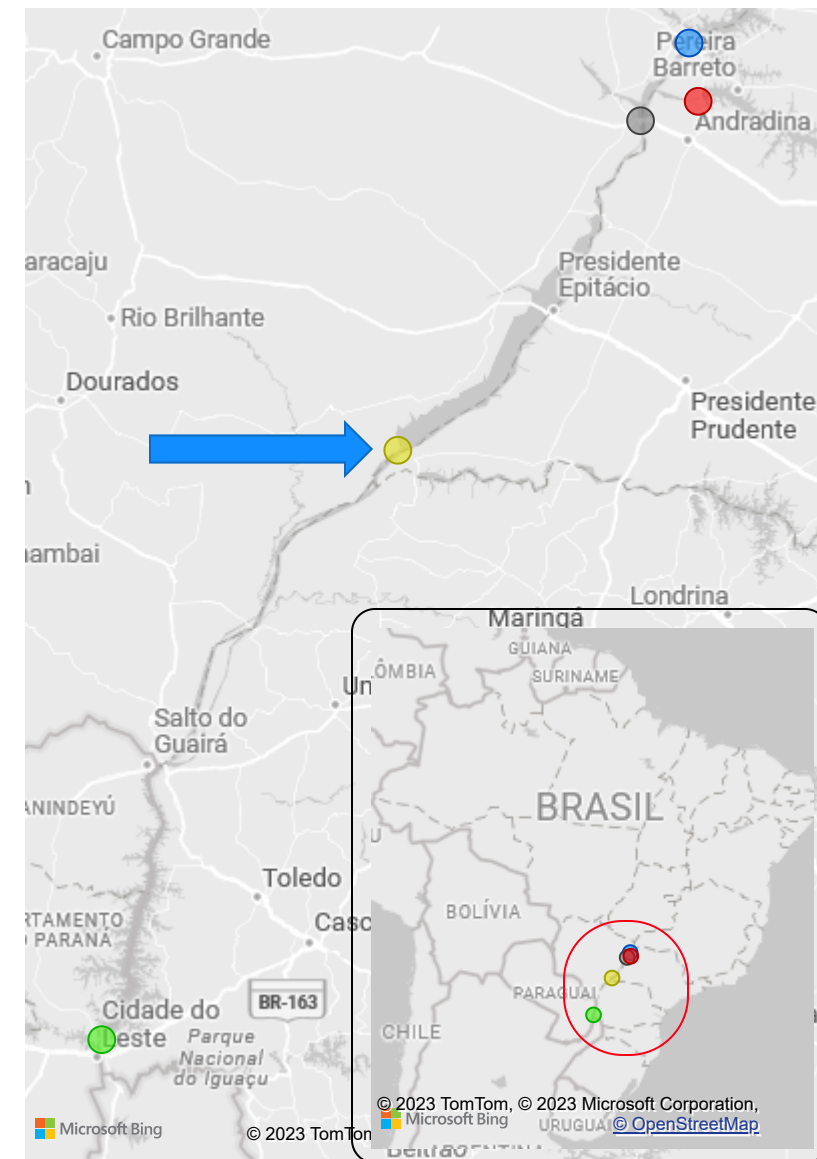 Campo Grande
Pereira
Barreto
Andradina
aracaju
Presidente
Epitácio
Rio Brilhante
Dourados
Presidente
Prudente
ambai
Londrina
Maringá
GUIANA
ÔMBIA
SURINAME
Salto do
Guairá
BRASIL
ANINDEYÚ
Toledo
BOLÍVIA
RTAMENTO
PARANÁ
Casc
PARAGUAI
BR-163
Cidade do
Leste
Parque
Nacional
do Iguaçu
CHILE
© 2023 TomTom, © 2023 Microsoft Corporation,
© OpenStreetMap
Microsoft Bing
URUGUAI
Microsoft Bing
© 2023 TomTom
Beltrão